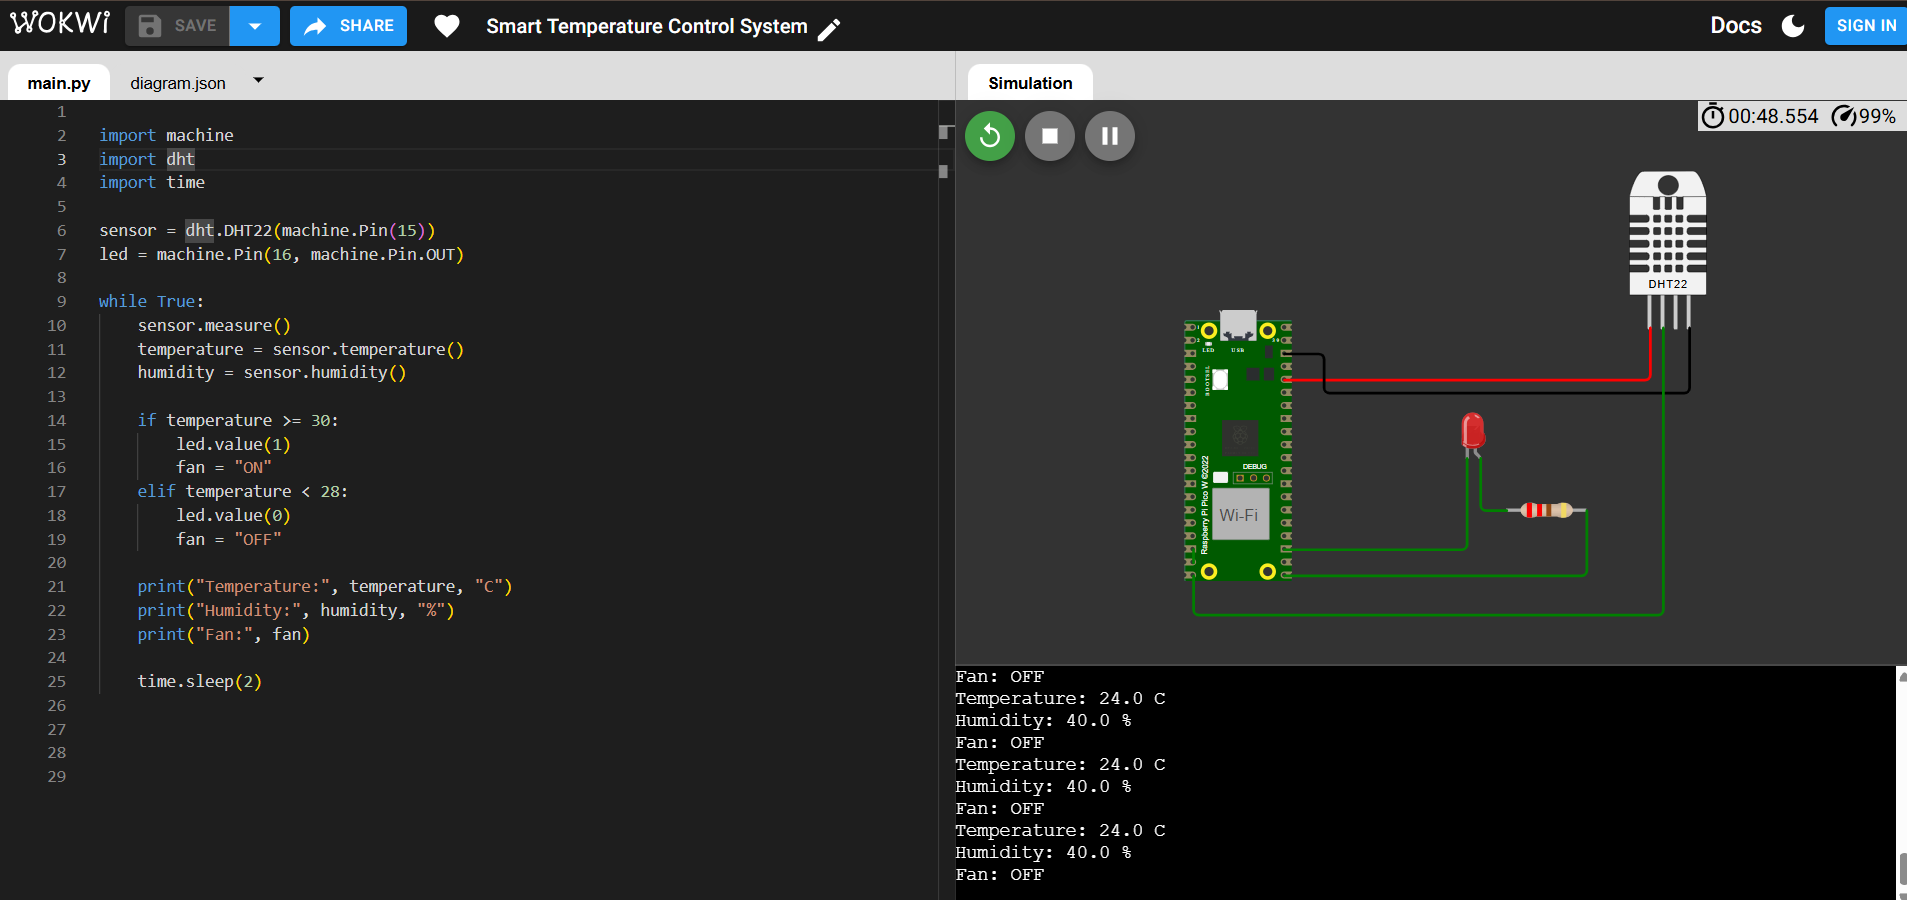 WOKWi SAVE SHARE Smart Temperature Control System Docs SIGN IN
main.py diagram.json Simulation
00:48.554 99%
1
2 import machine
3 import dht
4 import time
5
6 sensor = dht.DHT22(machine.Pin(15))
7 led = machine.Pin(16, machine.Pin.OUT)
8
9 while True:
10 sensor.measure()
11 temperature = sensor.temperature()
12 humidity = sensor.humidity()
13
14 if temperature >= 30:
15 led.value(1)
16 fan = "ON"
17 elif temperature < 28:
18 led.value(0)
19 fan = "OFF"
20
21 print("Temperature:", temperature, "C")
22 print("Humidity:", humidity, "%")
23 print("Fan:", fan)
24
25 time.sleep(2)
26
27
28
29
DHT22
LED USB
BOOTSEL
DEBUG
Raspberry Pi Pico W ©2022
Wi-Fi
Fan: OFF
Temperature: 24.0 C
Humidity: 40.0 %
Fan: OFF
Temperature: 24.0 C
Humidity: 40.0 %
Fan: OFF
Temperature: 24.0 C
Humidity: 40.0 %
Fan: OFF